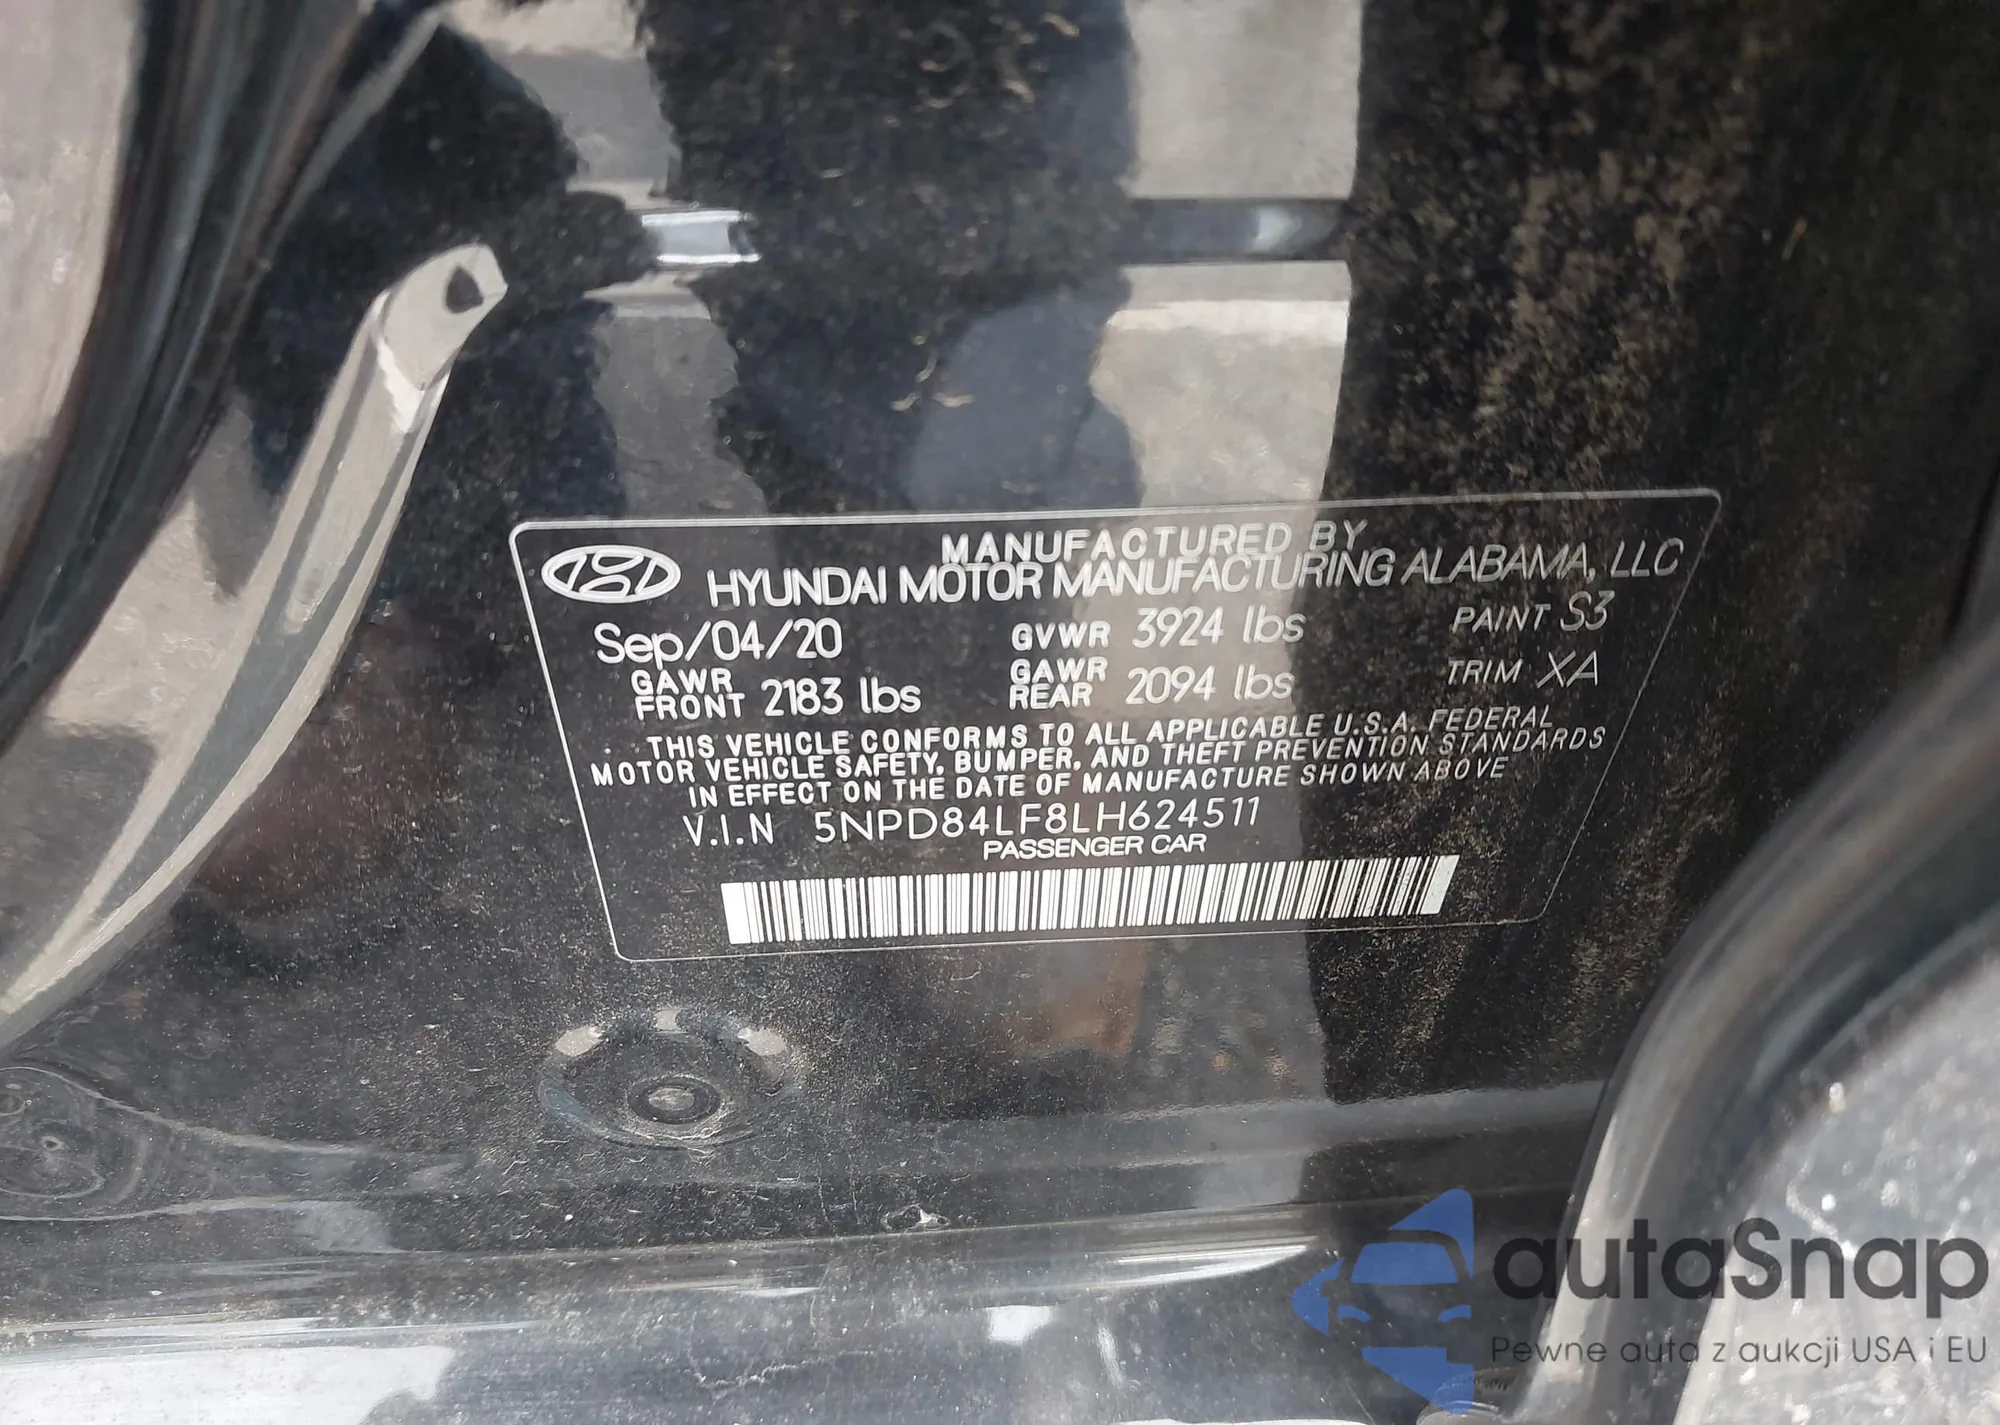 MANUFACTURED BY
HYUNDAI MOTOR MANUFACTURING ALABAMA, LLC
Sep/04/20 GVWR 3924 lbs PAINT S3
GAWR FRONT 2183 lbs GAWR REAR 2094 lbs TRIM XA
THIS VEHICLE CONFORMS TO ALL APPLICABLE U.S.A. FEDERAL
MOTOR VEHICLE SAFETY, BUMPER, AND THEFT PREVENTION STANDARDS
IN EFFECT ON THE DATE OF MANUFACTURE SHOWN ABOVE
V.I.N 5NPD84LF8LH624511
PASSENGER CAR
autaSnap
Pewne auta z aukcji USA i EU